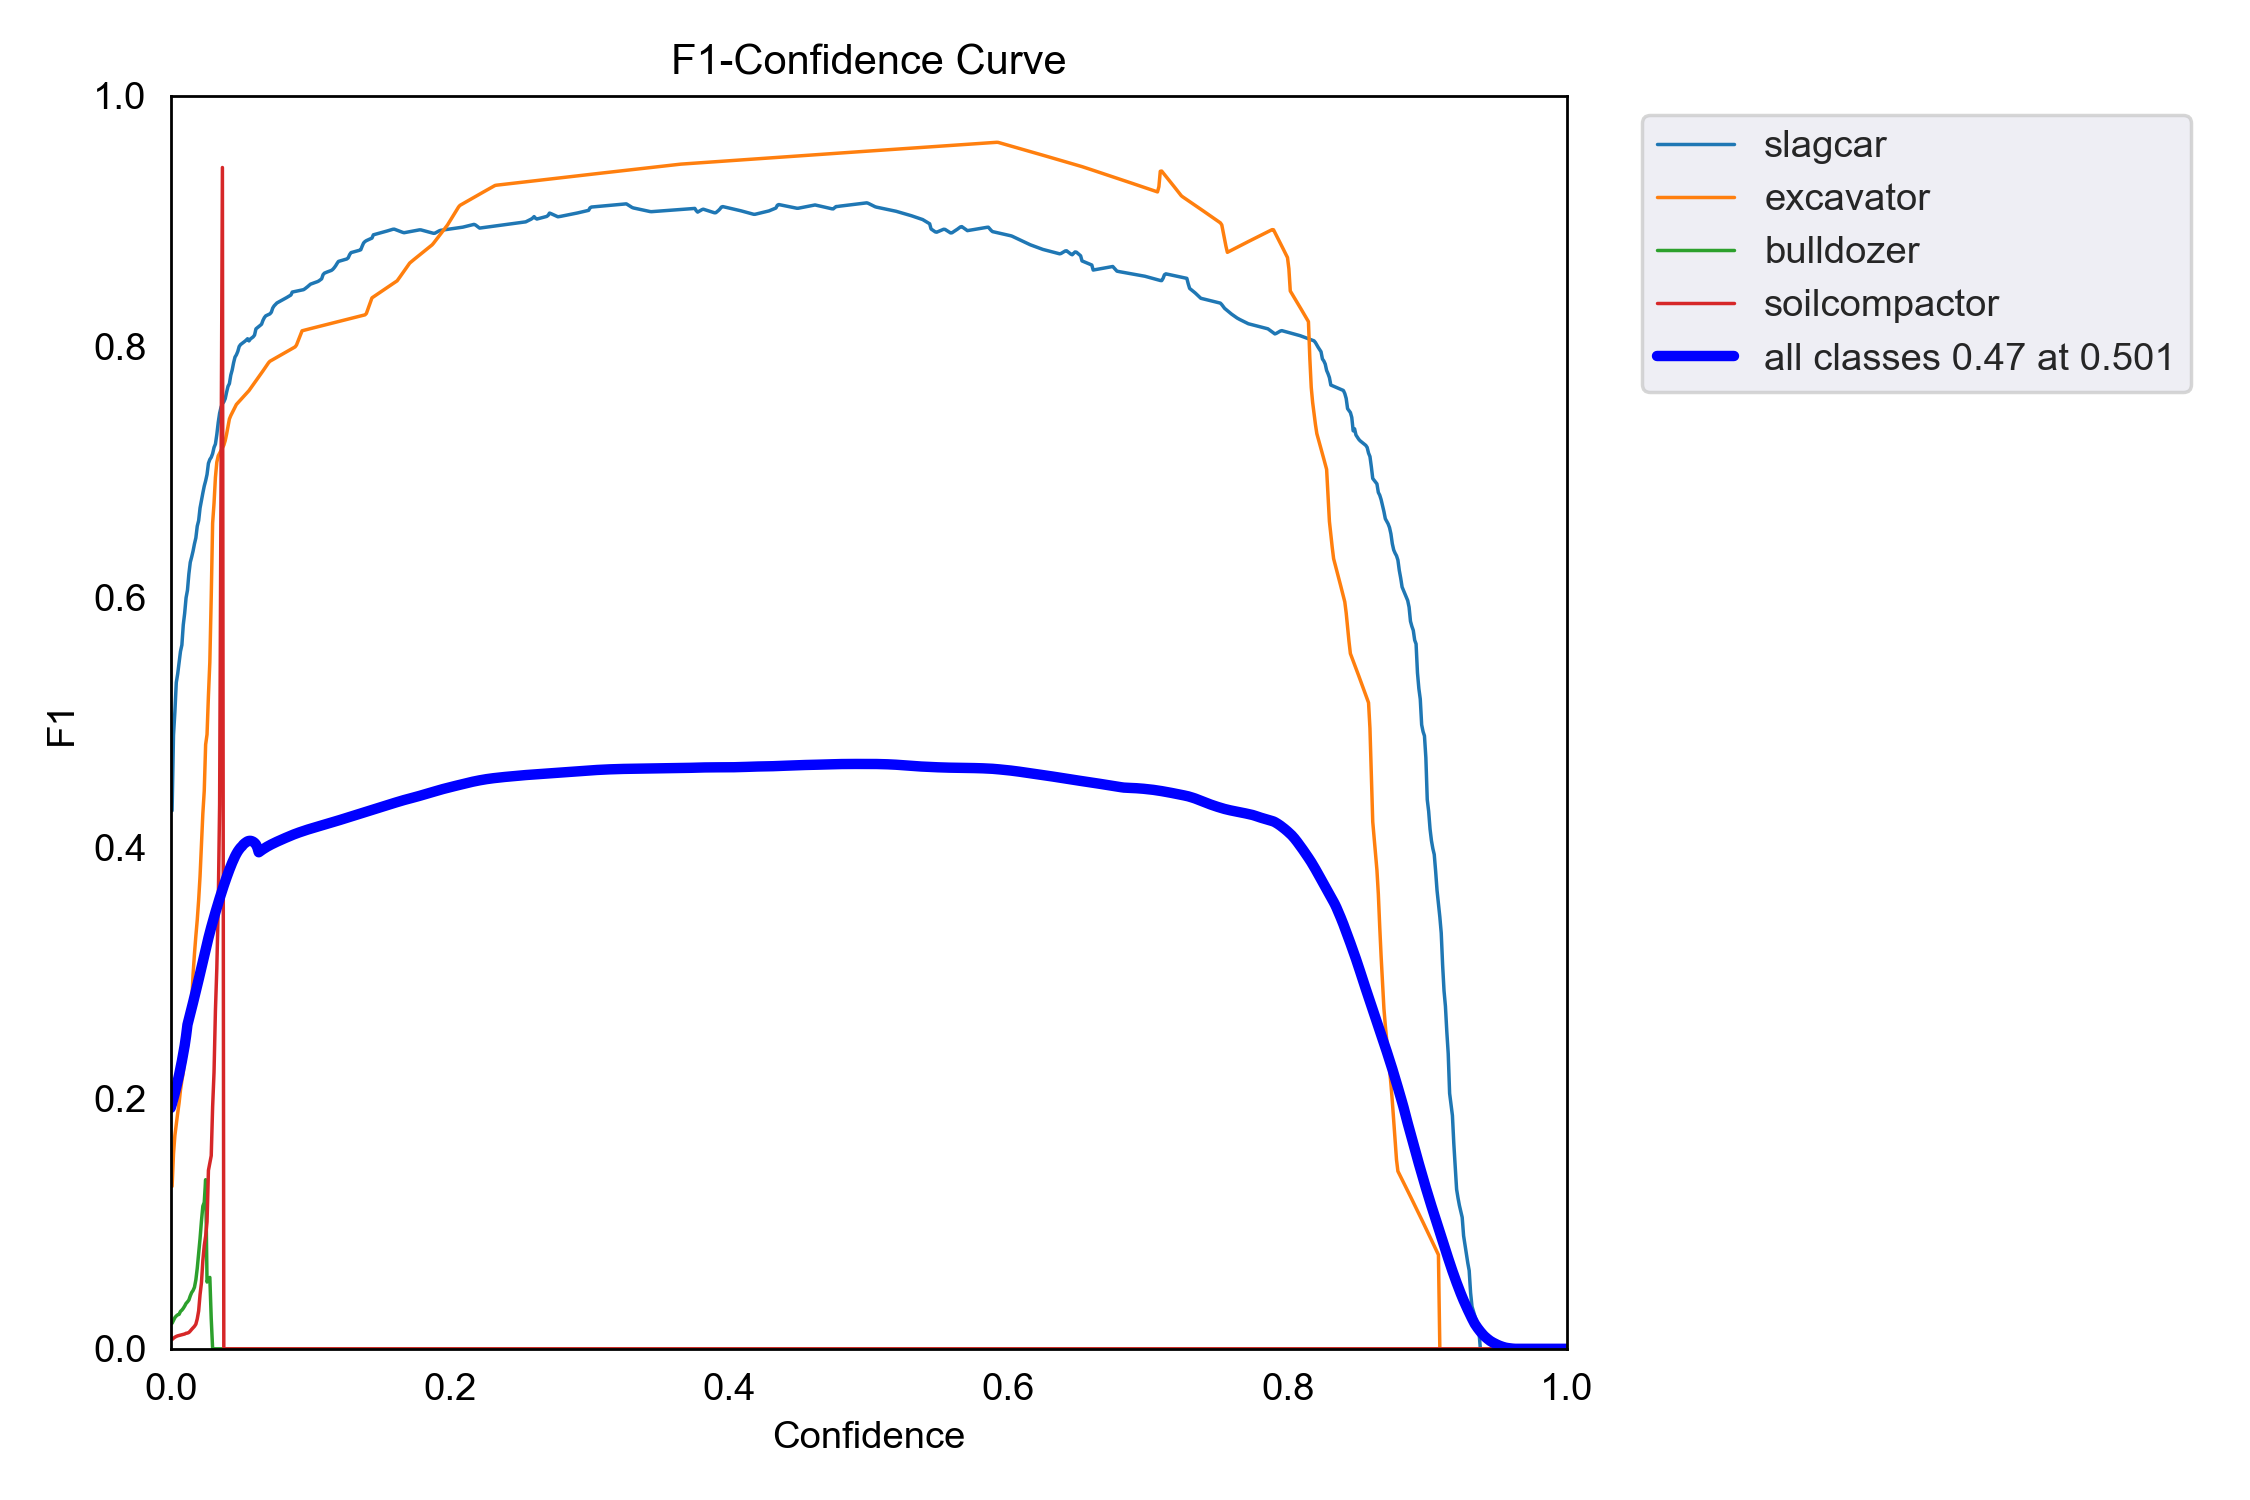 F1-Confidence Curve
1.0
0.8
0.6
0.4
0.2
0.0
F1
0.0 0.2 0.4 0.6 0.8 1.0
Confidence
slagcar
excavator
bulldozer
soilcompactor
all classes 0.47 at 0.501